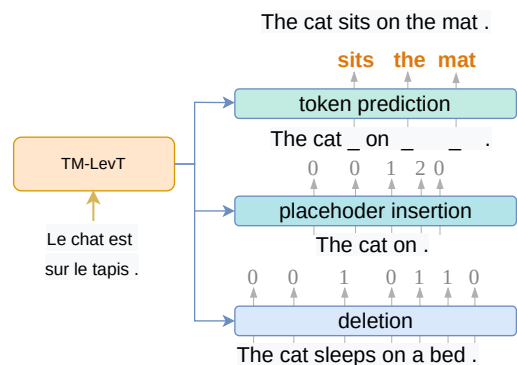 The cat sits on the mat .
sits the mat
token prediction
The cat _ on _ _ .
0 0 1 2 0
placehoder insertion
The cat on .
0 0 1 0 1 1 0
deletion
The cat sleeps on a bed .
TM-LevT
Le chat est
sur le tapis .